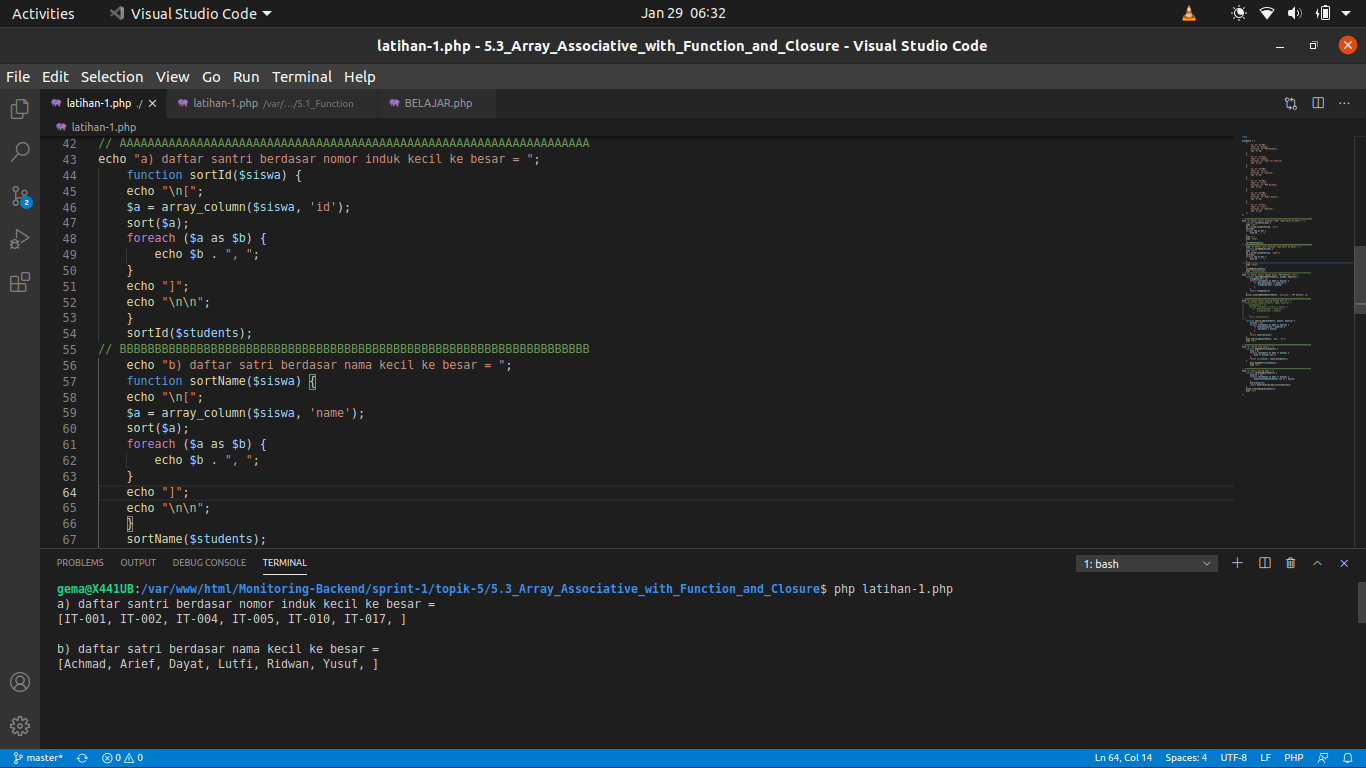 Activities
Visual Studio Code
Jan 29 06:32
latihan-1.php - 5.3_Array_Associative_with_Function_and_Closure - Visual Studio Code
File Edit Selection View Go Run Terminal Help
latihan-1.php ./
latihan-1.php /var/.../5.1_Function
BELAJAR.php
latihan-1.php
42 // AAAAAAAAAAAAAAAAAAAAAAAAAAAAAAAAAAAAAAAAAAAAAAAAAAAAAAAAAAAAAAAAAAA
43 echo "a) daftar santri berdasar nomor induk kecil ke besar = ";
44 function sortId($siswa) {
45 echo "\n[";
46 $a = array_column($siswa, 'id');
47 sort($a);
48 foreach ($a as $b) {
49 echo $b . ", ";
50 }
51 echo "]";
52 echo "\n\n";
53 }
54 sortId($students);
55 // BBBBBBBBBBBBBBBBBBBBBBBBBBBBBBBBBBBBBBBBBBBBBBBBBBBBBBBBBBBBBBBBBBB
56 echo "b) daftar satri berdasar nama kecil ke besar = ";
57 function sortName($siswa) {
58 echo "\n[";
59 $a = array_column($siswa, 'name');
60 sort($a);
61 foreach ($a as $b) {
62 echo $b . ", ";
63 }
64 echo "]";
65 echo "\n\n";
66 }
67 sortName($students);
2
PROBLEMS OUTPUT DEBUG CONSOLE TERMINAL
1: bash
gema@X441UB:/var/www/html/Monitoring-Backend/sprint-1/topik-5/5.3_Array_Associative_with_Function_and_Closure$ php latihan-1.php
a) daftar santri berdasar nomor induk kecil ke besar =
[IT-001, IT-002, IT-004, IT-005, IT-010, IT-017, ]
b) daftar satri berdasar nama kecil ke besar =
[Achmad, Arief, Dayat, Lutfi, Ridwan, Yusuf, ]
master* 0 0 Ln 64, Col 14 Spaces: 4 UTF-8 LF PHP